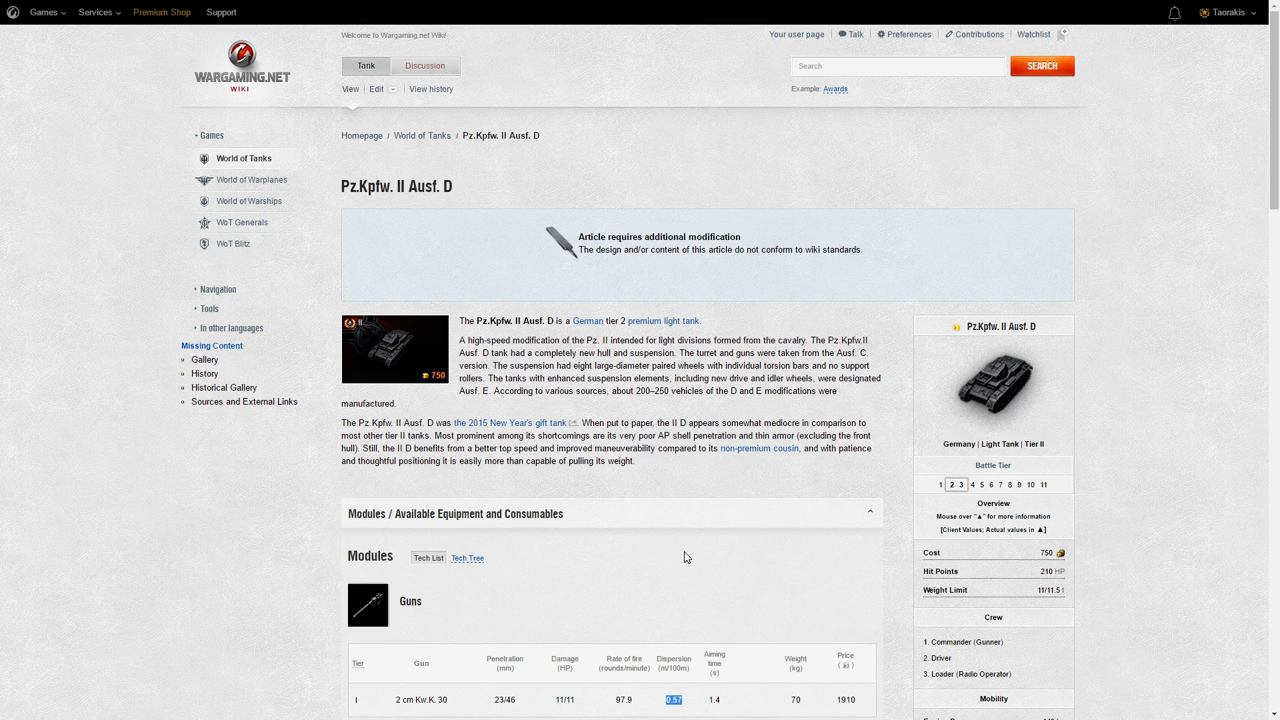 Games Services Premium Shop Support Taorakis
Welcome to Wargaming.net Wiki! Your user page Talk Preferences Contributions Watchlist
WARGAMING.NET
WIKI
Tank Discussion Search SEARCH
View Edit View history Example: Awards
Games
World of Tanks
World of Warplanes
World of Warships
WoT Generals
WoT Blitz
Navigation
Tools
In other languages
Missing Content
Gallery
History
Historical Gallery
Sources and External Links
Homepage / World of Tanks / Pz.Kpfw. II Ausf. D
Pz.Kpfw. II Ausf. D
Article requires additional modification
The design and/or content of this article do not conform to wiki standards.
II
750
The Pz.Kpfw. II Ausf. D is a German tier 2 premium light tank.
A high-speed modification of the Pz. II intended for light divisions formed from the cavalry. The Pz.Kpfw.II
Ausf. D tank had a completely new hull and suspension. The turret and guns were taken from the Ausf. C.
version. The suspension had eight large-diameter paired wheels with individual torsion bars and no support
rollers. The tanks with enhanced suspension elements, including new drive and idler wheels, were designated
Ausf. E. According to various sources, about 200–250 vehicles of the D and E modifications were
manufactured.
The Pz.Kpfw. II Ausf. D was the 2015 New Year's gift tank. When put to paper, the II D appears somewhat mediocre in comparison to
most other tier II tanks. Most prominent among its shortcomings are its very poor AP shell penetration and thin armor (excluding the front
hull). Still, the II D benefits from a better top speed and improved maneuverability compared to its non-premium cousin, and with patience
and thoughtful positioning it is easily more than capable of pulling its weight.
Modules / Available Equipment and Consumables
Modules Tech List Tech Tree
Guns
Tier Gun Penetration (mm) Damage (HP) Rate of fire (rounds/minute) Dispersion (m/100m) Aiming time (s) Weight (kg) Price ( )
I 2 cm Kw.K. 30 23/46 11/11 97.9 0.57 1.4 70 1910
Pz.Kpfw. II Ausf. D
Germany | Light Tank | Tier II
Battle Tier
1 2 3 4 5 6 7 8 9 10 11
Overview
Mouse over "▲" for more information
[Client Values; Actual values in ▲]
Cost 750
Hit Points 210 HP
Weight Limit 11/11.5 t
Crew
1. Commander (Gunner)
2. Driver
3. Loader (Radio Operator)
Mobility